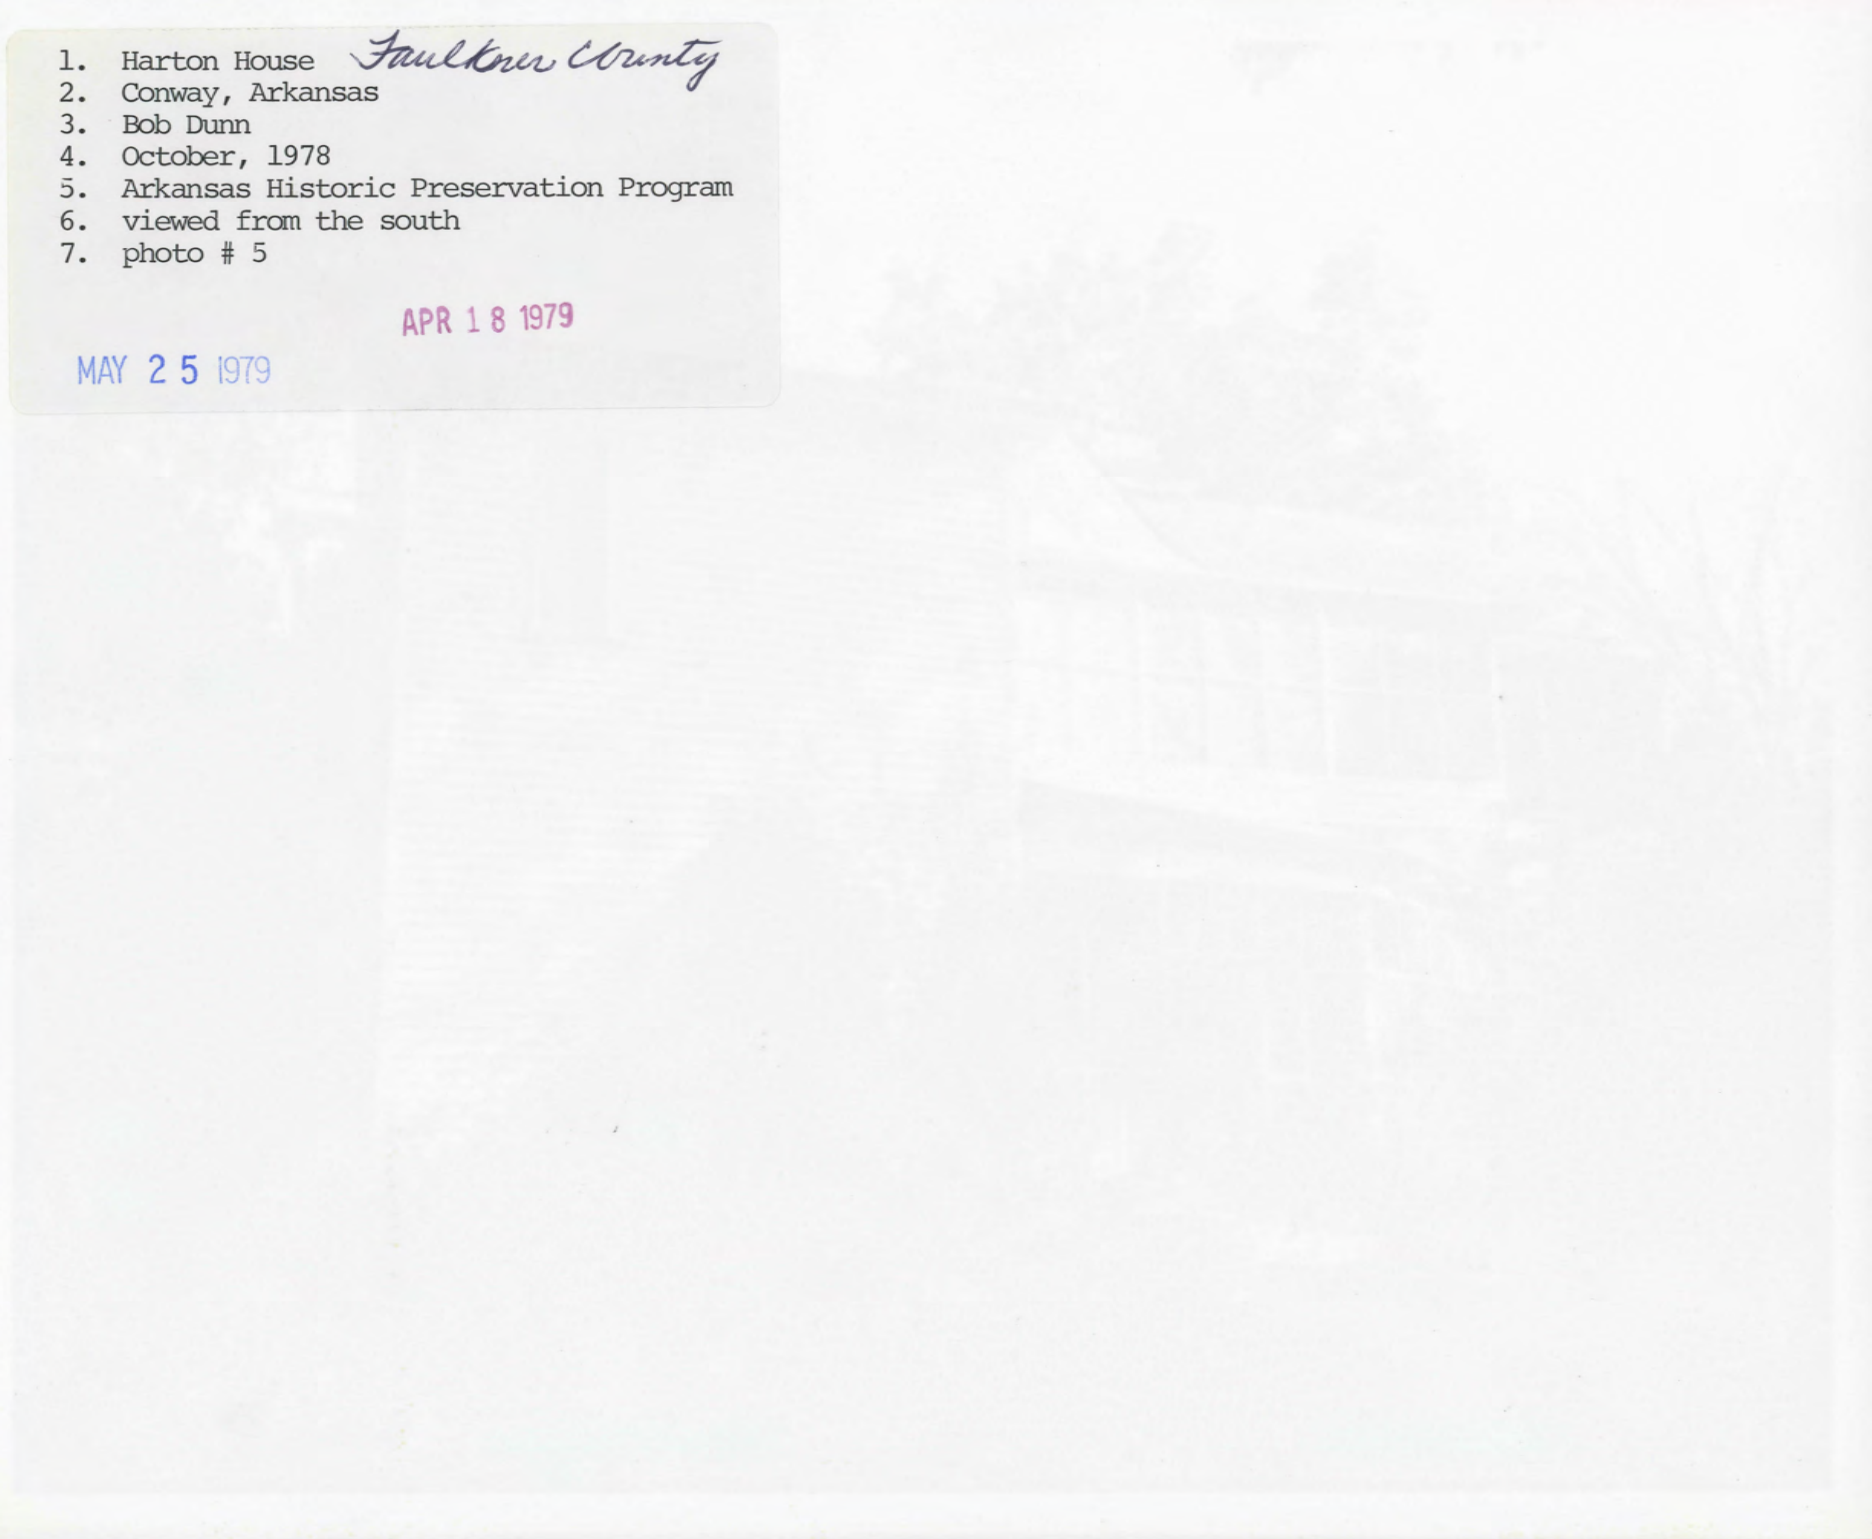 1. Harton House Faulkner County
2. Conway, Arkansas
3. Bob Dunn
4. October, 1978
5. Arkansas Historic Preservation Program
6. viewed from the south
7. photo # 5
APR 18 1979
MAY 25 1979